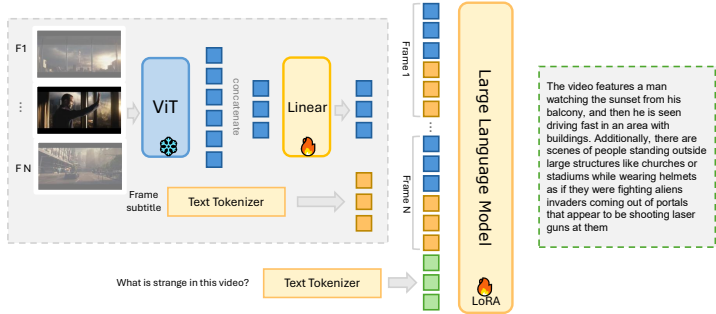 F1
⋮
F N
ViT
concatenate
Linear
Frame
subtitle
Text Tokenizer
What is strange in this video?
Text Tokenizer
Frame 1
...
Frame N
Large Language Model
LoRA
The video features a man
watching the sunset from his
balcony, and then he is seen
driving fast in an area with
buildings. Additionally, there are
scenes of people standing outside
large structures like churches or
stadiums while wearing helmets
as if they were fighting aliens
invaders coming out of portals
that appear to be shooting laser
guns at them